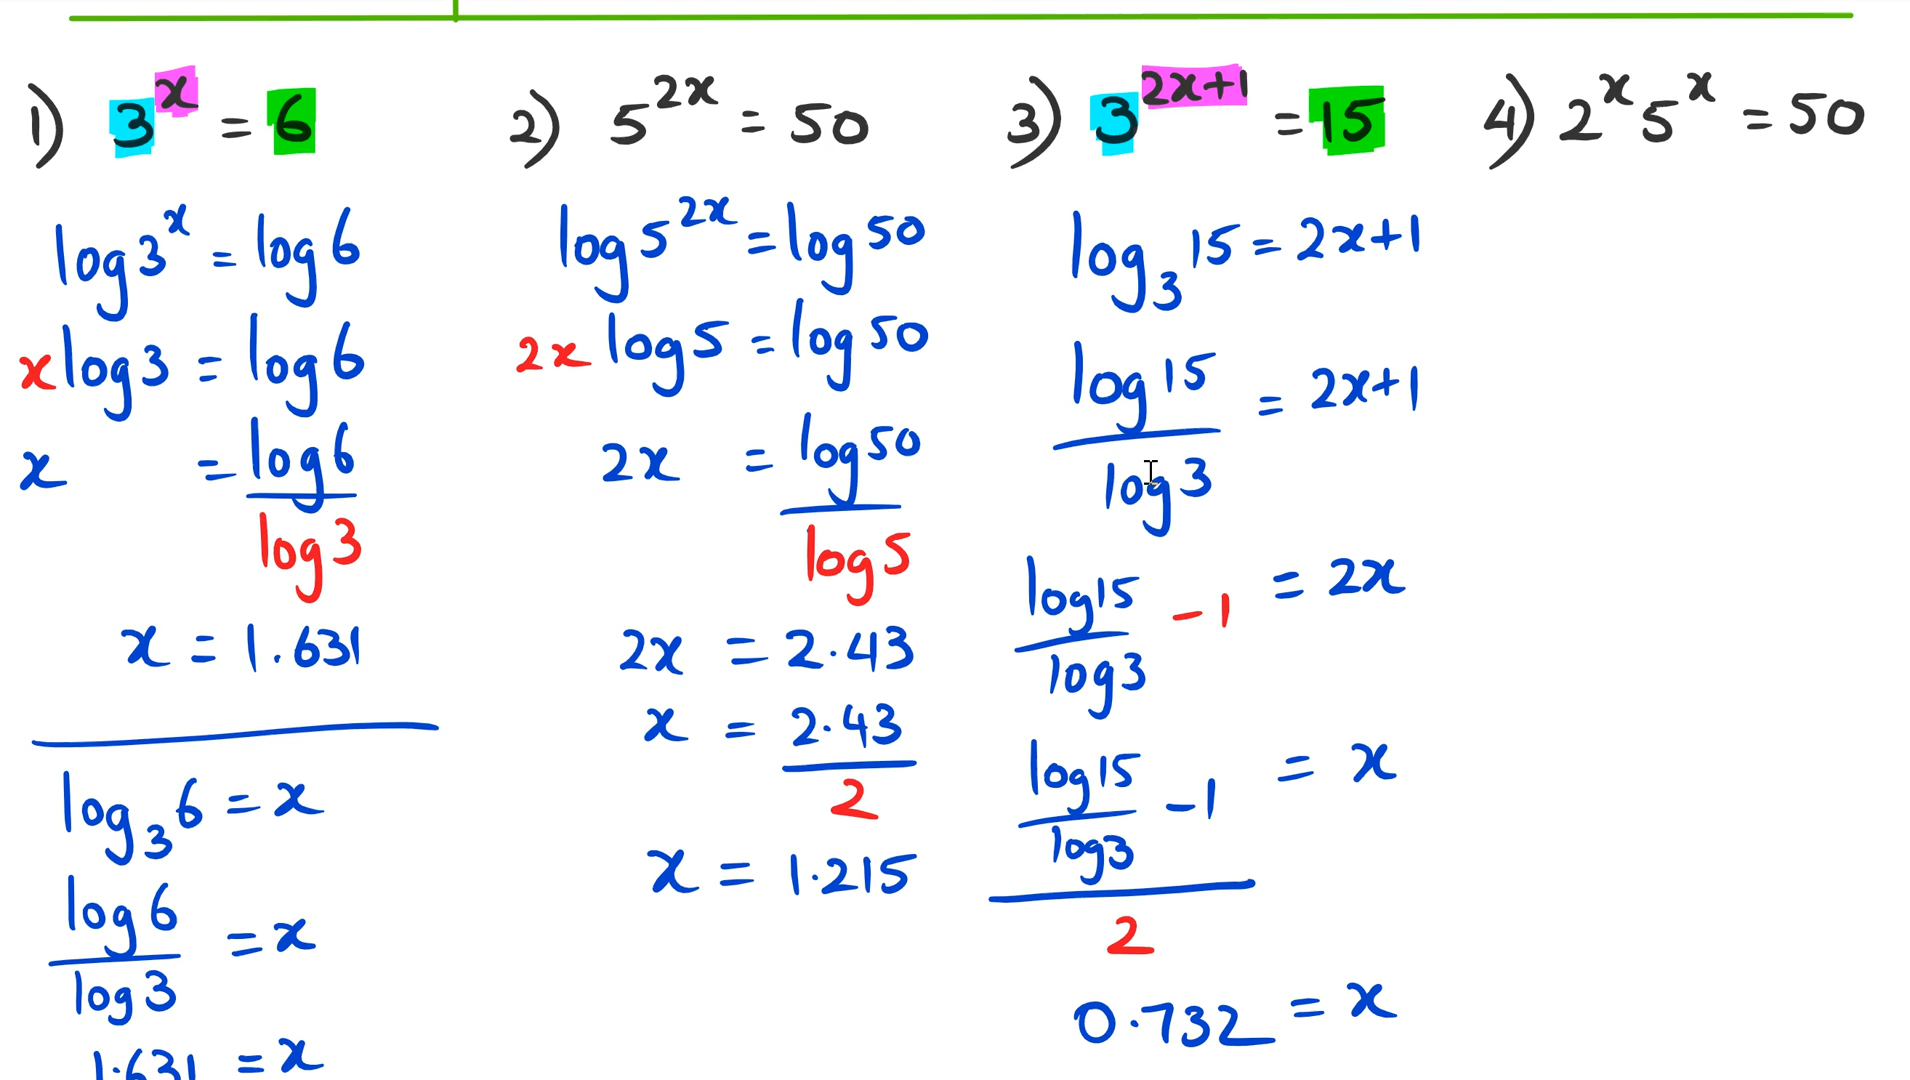 1) 3^x = 6
log 3^x = log 6
x log 3 = log 6
x = log 6 / log 3
x = 1.631
log_3 6 = x
log 6 / log 3 = x
1.631 = x
2) 5^2x = 50
log 5^2x = log 50
2x log 5 = log 50
2x = log 50 / log 5
2x = 2.43
x = 2.43 / 2
x = 1.215
3) 3^2x+1 = 15
log_3 15 = 2x+1
log 15 / log 3 = 2x+1
log 15 / log 3 - 1 = 2x
(log 15 / log 3 - 1) / 2 = x
0.732 = x
4) 2^x 5^x = 50